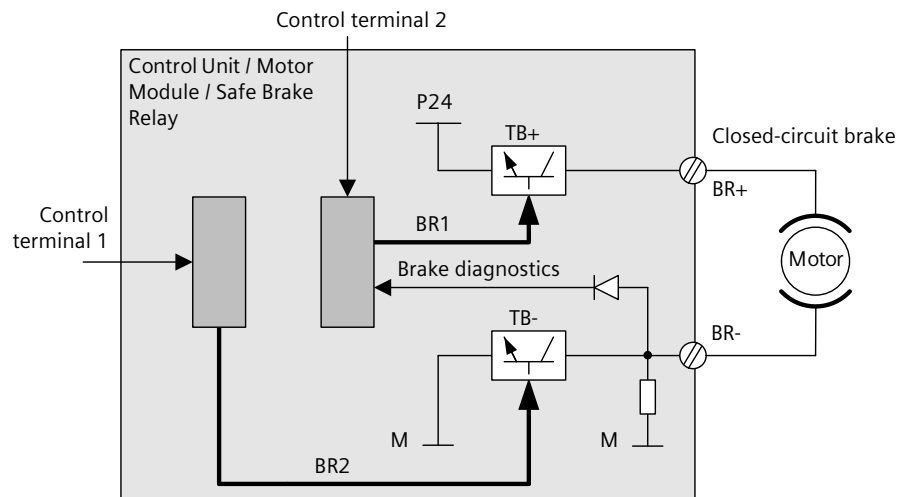 Control terminal 2
Control Unit / Motor
Module / Safe Brake
Relay
P24
TB+
Closed-circuit brake
BR+
Control
terminal 1
BR1
Motor
Brake diagnostics
TB-
BR-
M
M
BR2